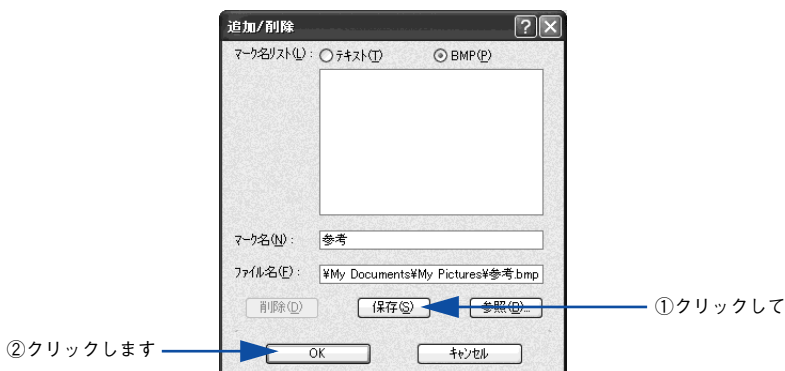 追加/削除
マーク名リスト(L): テキスト(T) BMP(P)
マーク名(N): 参考
ファイル名(F): ¥My Documents¥My Pictures¥参考.bmp
削除(D) 保存(S) 参照(B)... ①クリックして
②クリックします OK キャンセル